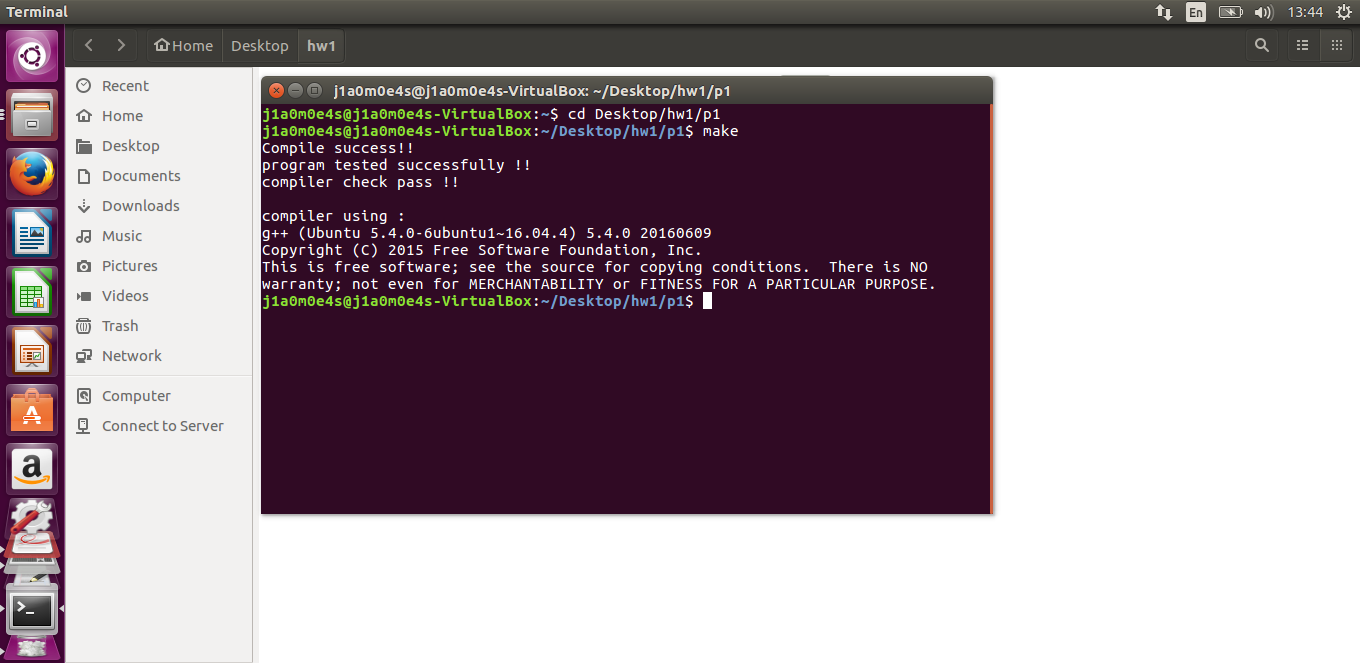 Terminal
En
13:44
Home Desktop hw1
Recent
Home
Desktop
Documents
Downloads
Music
Pictures
Videos
Trash
Network
Computer
Connect to Server
j1a0m0e4s@j1a0m0e4s-VirtualBox: ~/Desktop/hw1/p1
j1a0m0e4s@j1a0m0e4s-VirtualBox:~$ cd Desktop/hw1/p1
j1a0m0e4s@j1a0m0e4s-VirtualBox:~/Desktop/hw1/p1$ make
Compile success!!
program tested successfully !!
compiler check pass !!
compiler using :
g++ (Ubuntu 5.4.0-6ubuntu1~16.04.4) 5.4.0 20160609
Copyright (C) 2015 Free Software Foundation, Inc.
This is free software; see the source for copying conditions.  There is NO
warranty; not even for MERCHANTABILITY or FITNESS FOR A PARTICULAR PURPOSE.
j1a0m0e4s@j1a0m0e4s-VirtualBox:~/Desktop/hw1/p1$